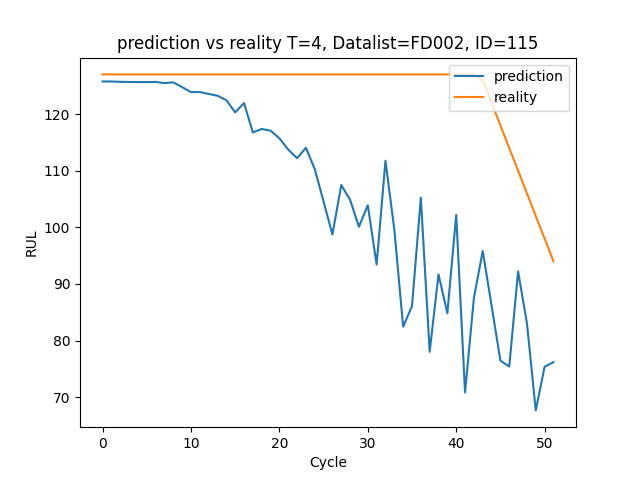 prediction vs reality T=4, Datalist=FD002, ID=115
prediction
reality
RUL
120
110
100
90
80
70
0 10 20 30 40 50
Cycle